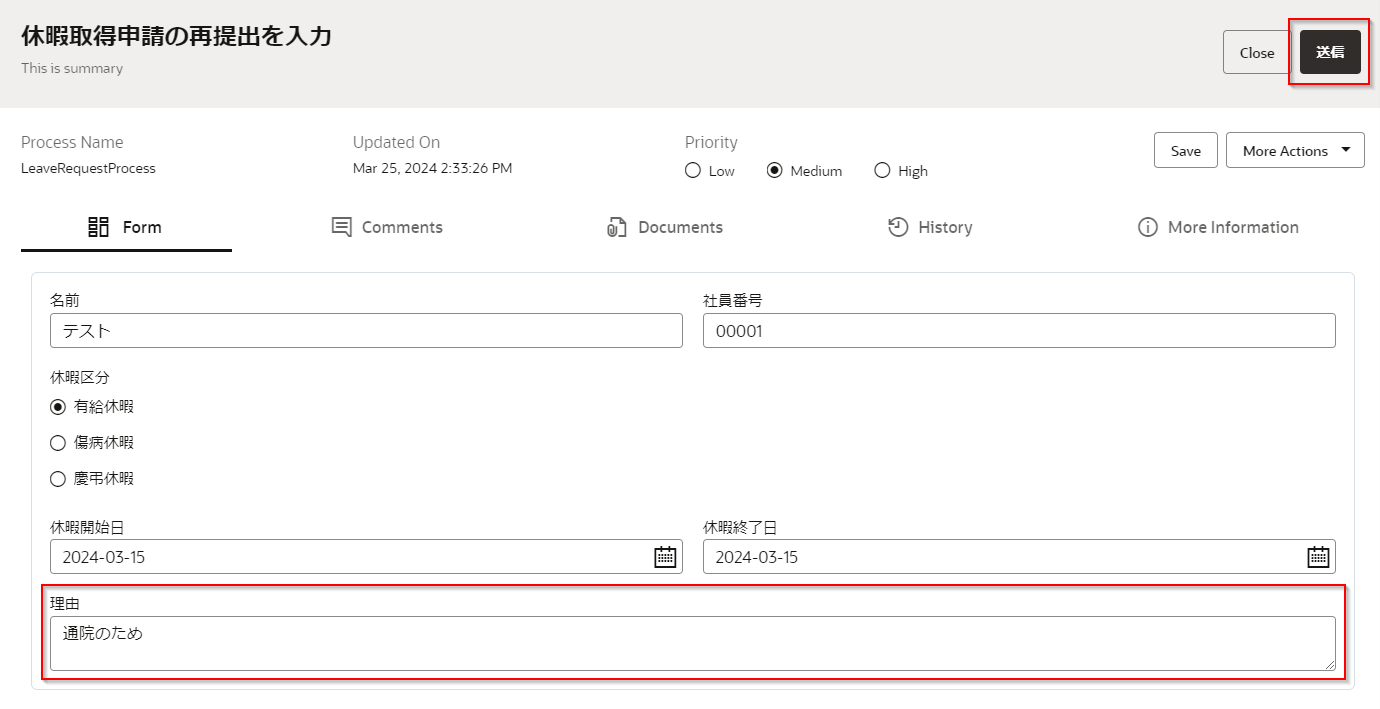 休暇取得申請の再提出を入力
This is summary
Close
送信
Process Name
LeaveRequestProcess
Updated On
Mar 25, 2024 2:33:26 PM
Priority
Low
Medium
High
Save
More Actions
Form
Comments
Documents
History
More Information
名前
テスト
社員番号
00001
休暇区分
有給休暇
傷病休暇
慶弔休暇
休暇開始日
2024-03-15
休暇終了日
2024-03-15
理由
通院のため